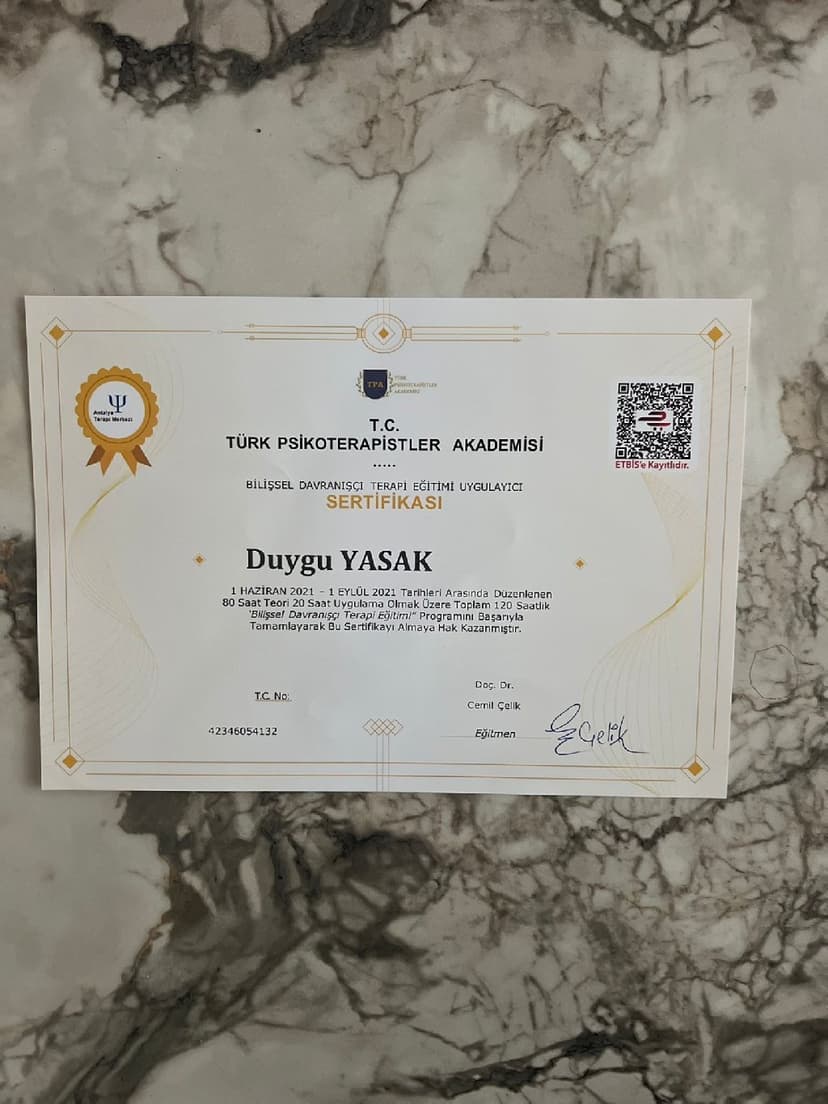 TPA
TÜRK
PSİKOTERAPİSTLER
AKADEMİSİ
Antalya
Terapi Merkezi
ETBİS'e Kayıtlıdır.
T.C.
TÜRK PSİKOTERAPİSTLER AKADEMİSİ
.....
BİLİŞSEL DAVRANIŞÇI TERAPİ EĞİTİMİ UYGULAYICI
SERTİFİKASI
Duygu YASAK
1 HAZİRAN 2021 – 1 EYLÜL 2021 Tarihleri Arasında Düzenlenen
80 Saat Teori 20 Saat Uygulama Olmak Üzere Toplam 120 Saatlik
"Bilişsel Davranışçı Terapi Eğitimi" Programını Başarıyla
Tamamlayarak Bu Sertifikayı Almaya Hak Kazanmıştır.
T.C. No:
42346054132
Doç. Dr.
Cemil Çelik
Eğitmen
Çelik